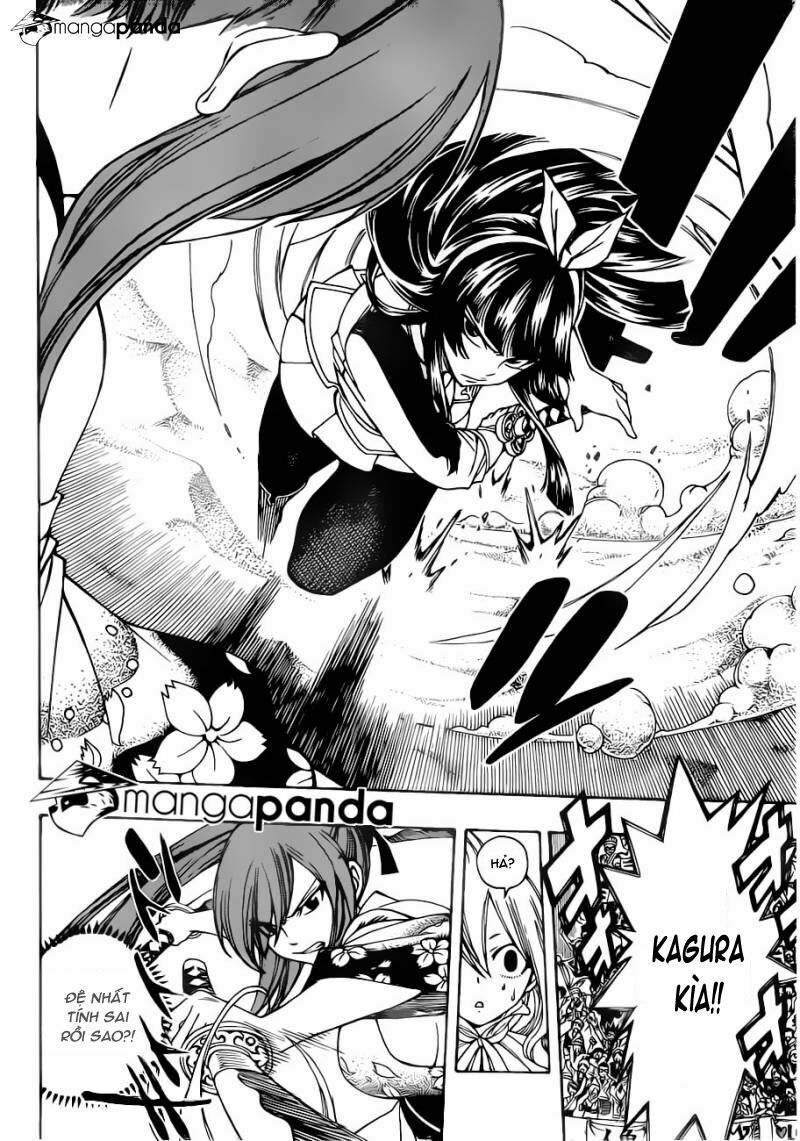 mangapanda
mangapanda
KAGURA
KÌA!!
HẢ?
ĐỆ NHẤT
TÍNH SAI
RỒI SAO?!